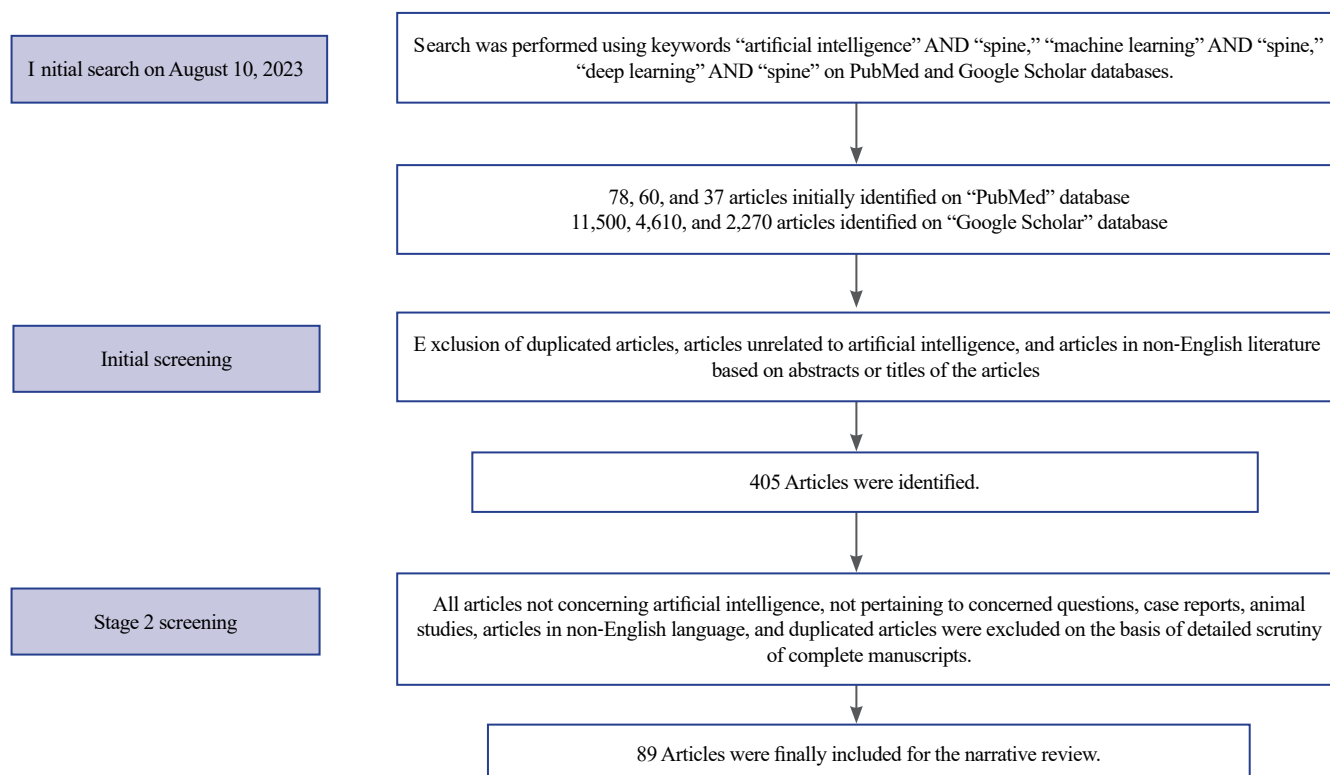 I nitial search on August 10, 2023
Search was performed using keywords “artificial intelligence” AND “spine,” “machine learning” AND “spine,”
“deep learning” AND “spine” on PubMed and Google Scholar databases.
78, 60, and 37 articles initially identified on “PubMed” database
11,500, 4,610, and 2,270 articles identified on “Google Scholar” database
Initial screening
E xclusion of duplicated articles, articles unrelated to artificial intelligence, and articles in non-English literature
based on abstracts or titles of the articles
405 Articles were identified.
Stage 2 screening
All articles not concerning artificial intelligence, not pertaining to concerned questions, case reports, animal
studies, articles in non-English language, and duplicated articles were excluded on the basis of detailed scrutiny
of complete manuscripts.
89 Articles were finally included for the narrative review.